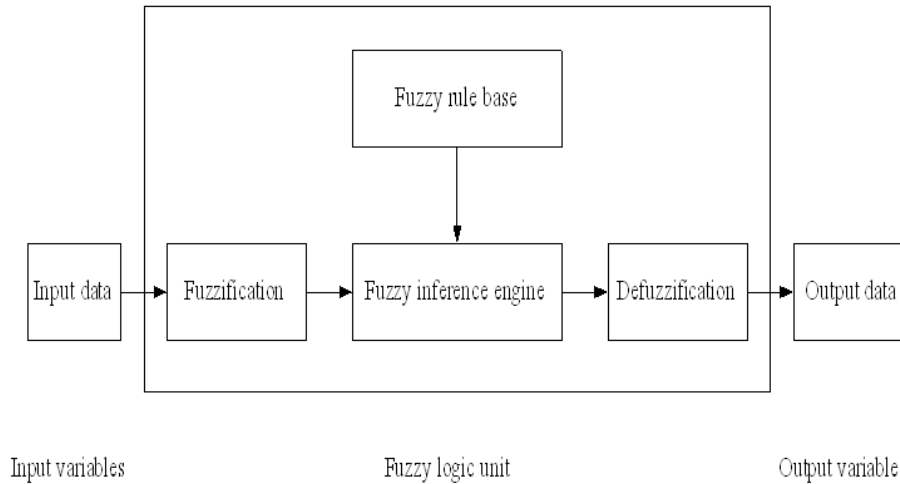 Fuzzy rule base
Input data
Fuzzification
Fuzzy inference engine
Defuzzification
Output data
Input variables
Fuzzy logic unit
Output variable